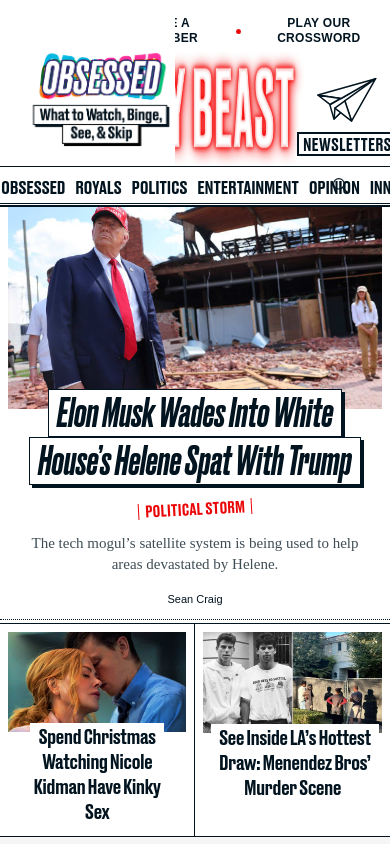 E A
BER
PLAY OUR
CROSSWORD
OBSESSED
What to Watch, Binge,
See, & Skip
Y BEAST
NEWSLETTERS
OBSESSED ROYALS POLITICS ENTERTAINMENT OPINION INN
Elon Musk Wades Into White
House's Helene Spat With Trump
POLITICAL STORM
The tech mogul's satellite system is being used to help
areas devastated by Helene.
Sean Craig
Spend Christmas
Watching Nicole
Kidman Have Kinky
Sex
See Inside LA's Hottest
Draw: Menendez Bros'
Murder Scene